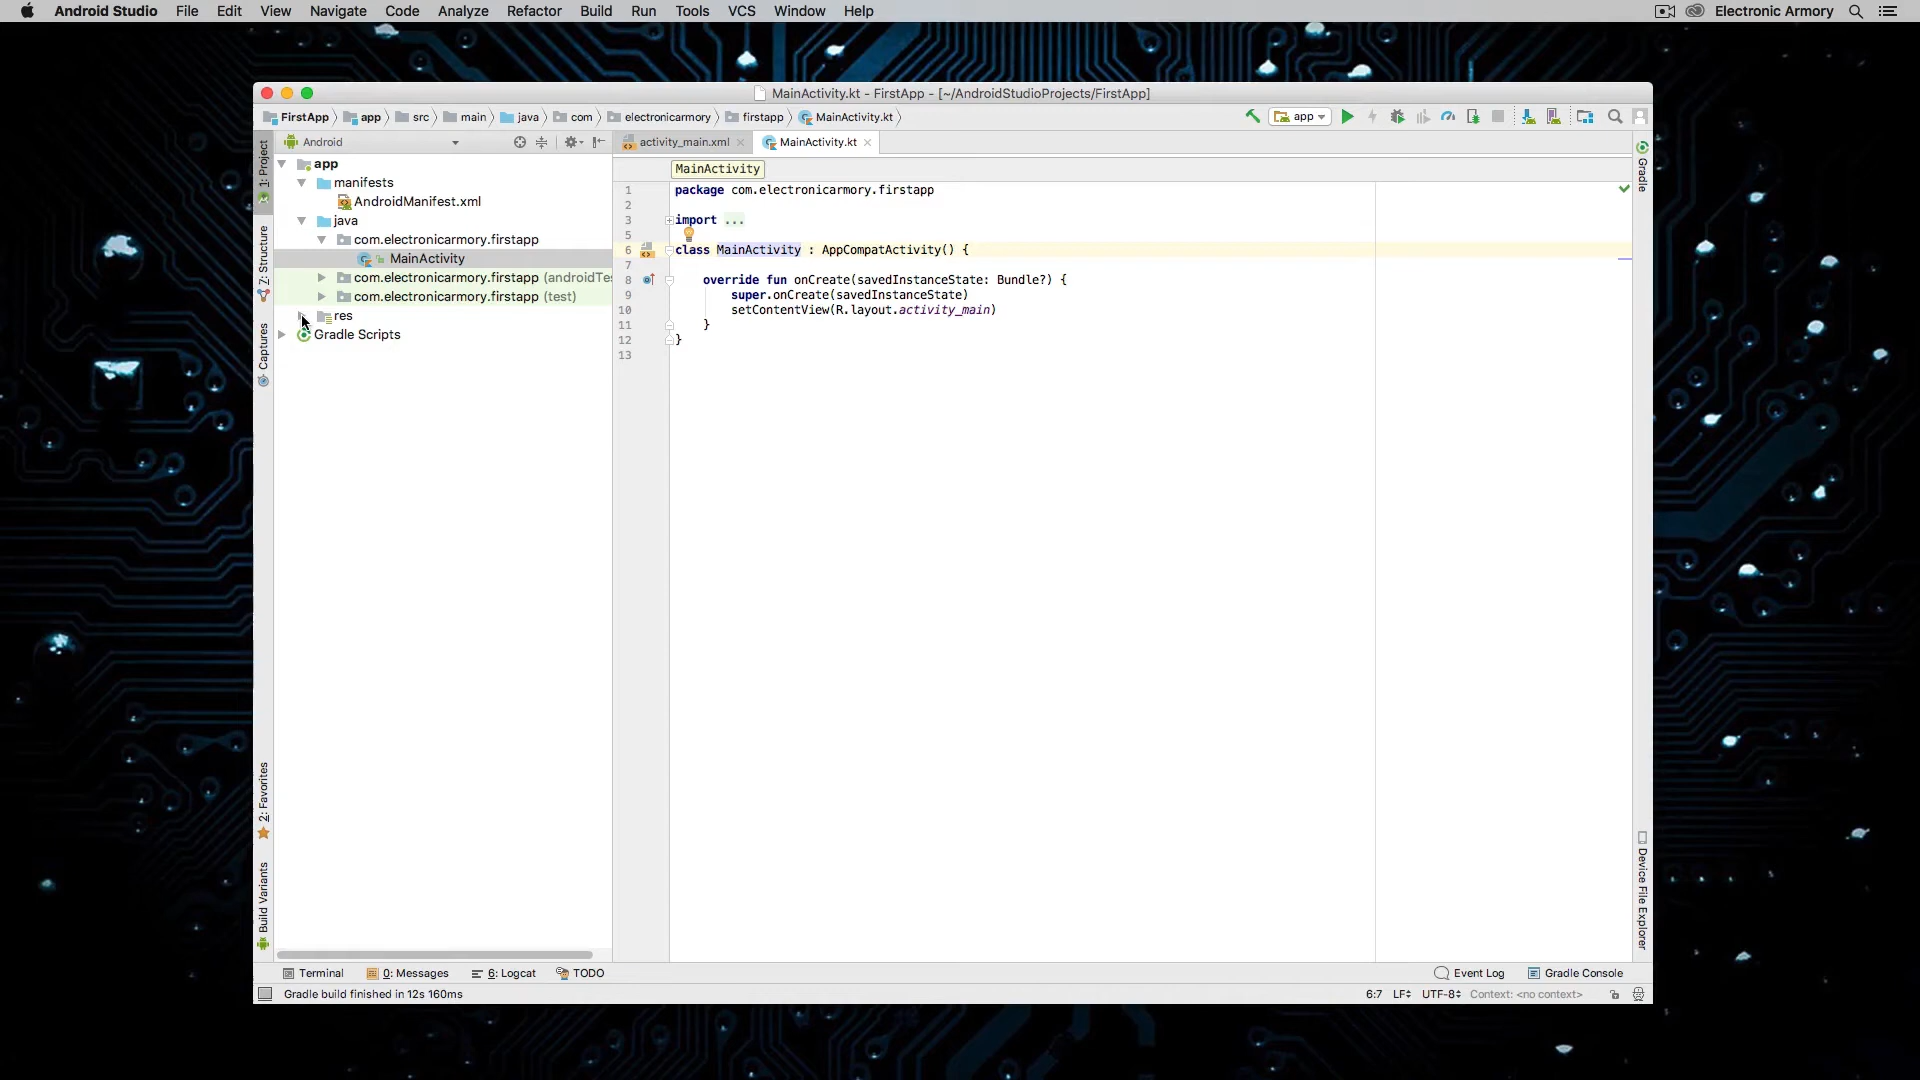 Android Studio File Edit View Navigate Code Analyze Refactor Build Run Tools VCS Window Help Electronic Armory
MainActivity.kt - FirstApp - [~/AndroidStudioProjects/FirstApp]
FirstApp app src main java com electronicarmory firstapp MainActivity.kt app
Android activity_main.xml MainActivity.kt
MainActivity
1: Project
Z: Structure
Captures
2: Favorites
Build Variants
app
manifests
AndroidManifest.xml
java
com.electronicarmory.firstapp
MainActivity
com.electronicarmory.firstapp (androidTes
com.electronicarmory.firstapp (test)
res
Gradle Scripts
1 package com.electronicarmory.firstapp
2
3 import ...
5
6 class MainActivity : AppCompatActivity() {
7
8 override fun onCreate(savedInstanceState: Bundle?) {
9 super.onCreate(savedInstanceState)
10 setContentView(R.layout.activity_main)
11 }
12 }
13
Gradle
Device File Explorer
Terminal 0: Messages 6: Logcat TODO Event Log Gradle Console
Gradle build finished in 12s 160ms 6:7 LF UTF-8 Context: <no context>